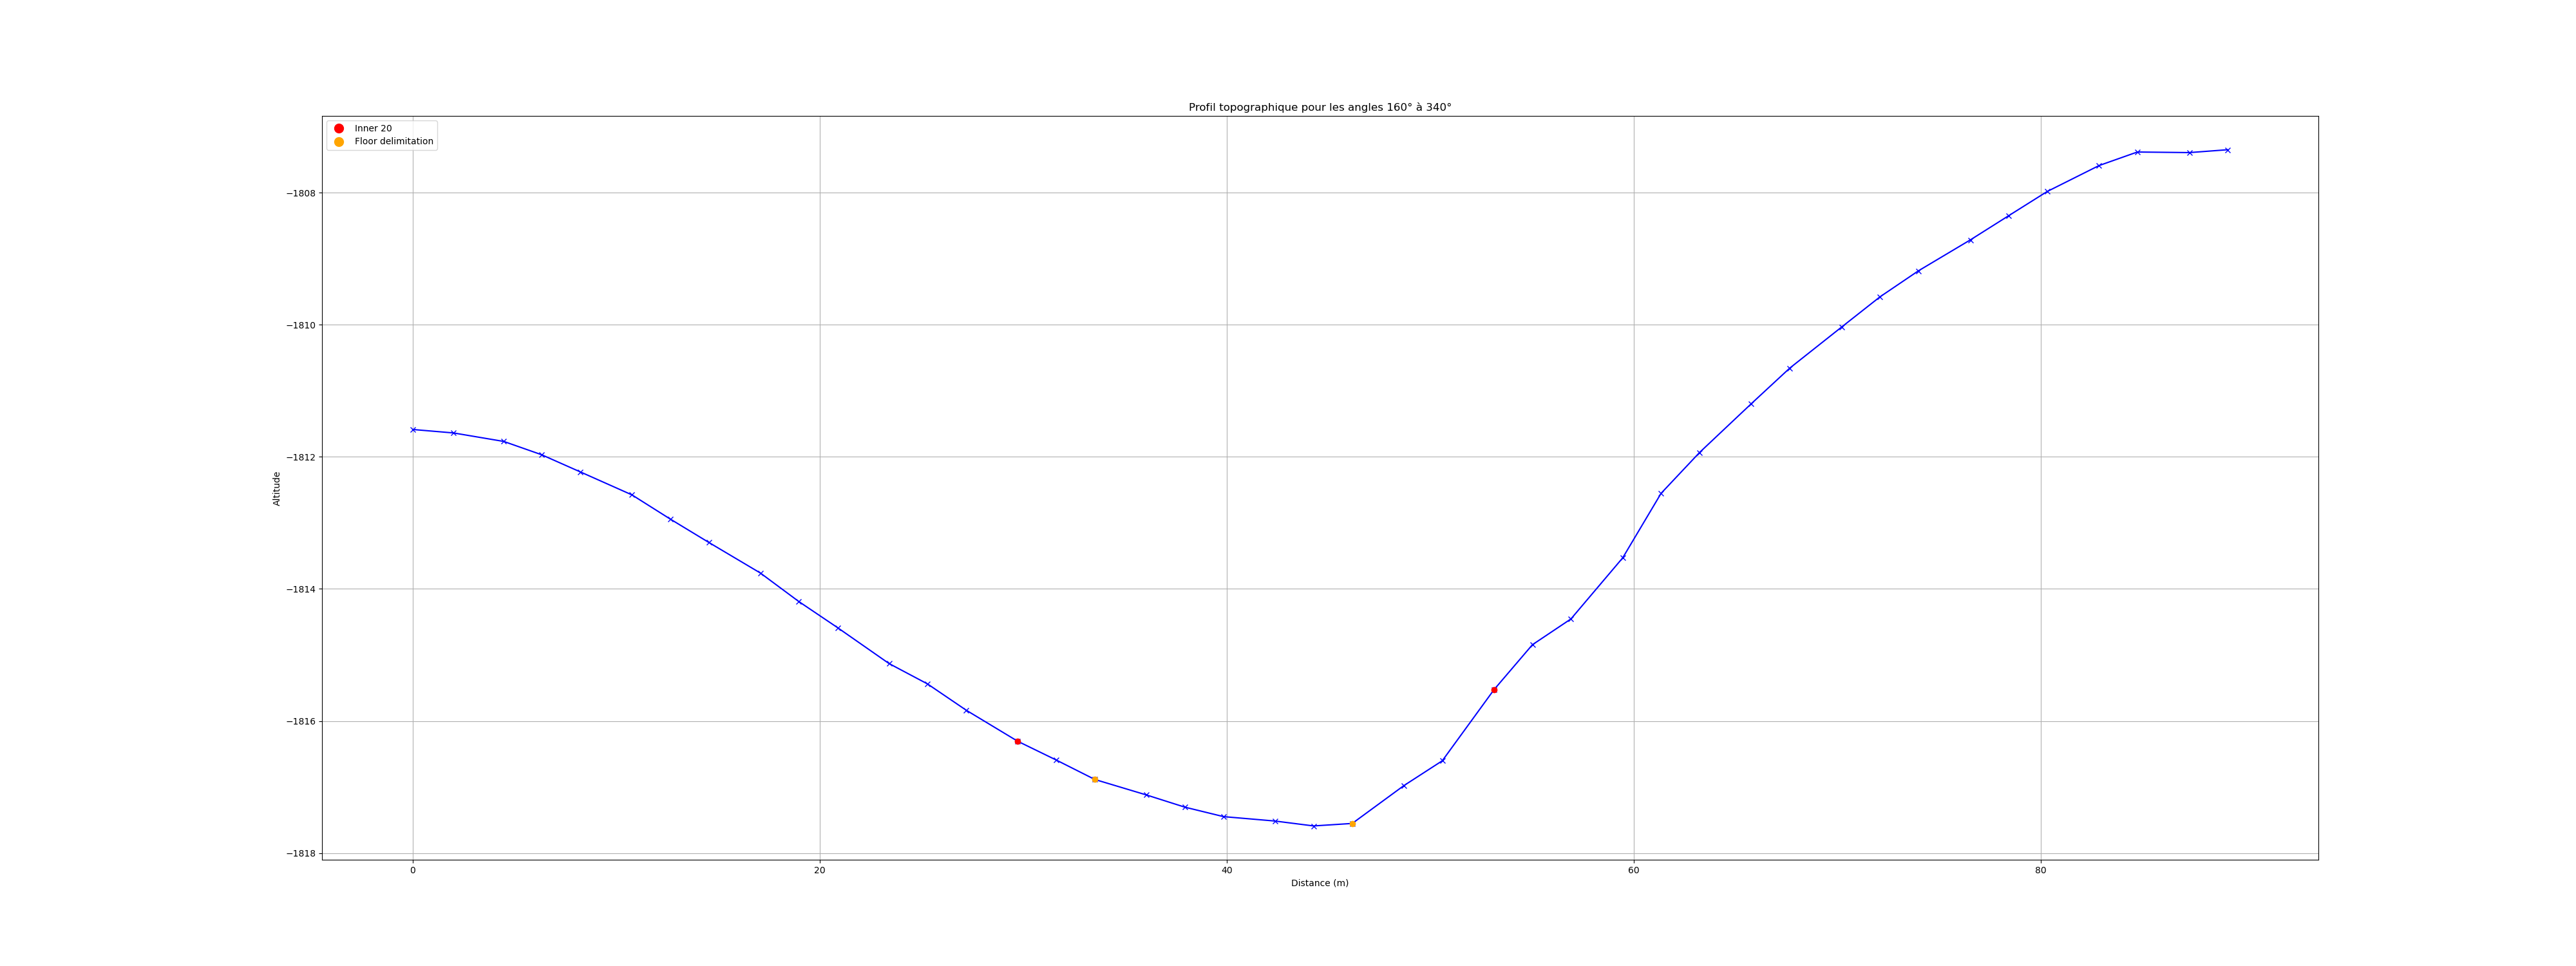 Profil topographique pour les angles 160° à 340°
Inner 20
Floor delimitation
−1808
−1810
−1812
−1814
−1816
−1818
Altitude
0 20 40 60 80
Distance (m)